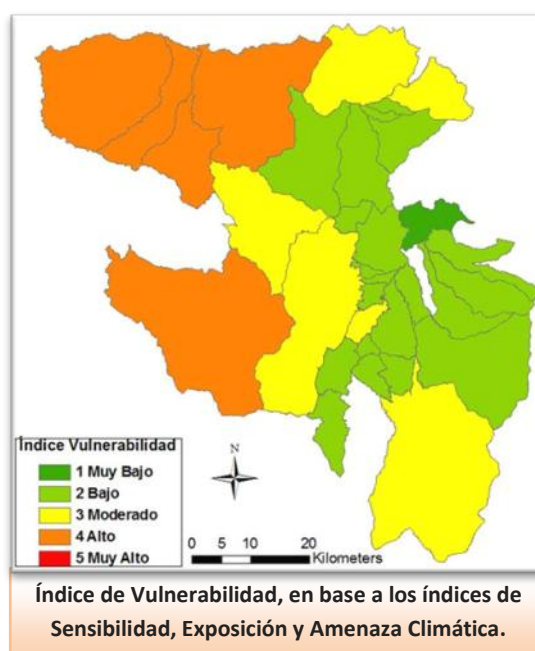 Índice Vulnerabilidad
1 Muy Bajo
2 Bajo
3 Moderado
4 Alto
5 Muy Alto
N
0 5 10 20
Kilometers
Índice de Vulnerabilidad, en base a los índices de
Sensibilidad, Exposición y Amenaza Climática.